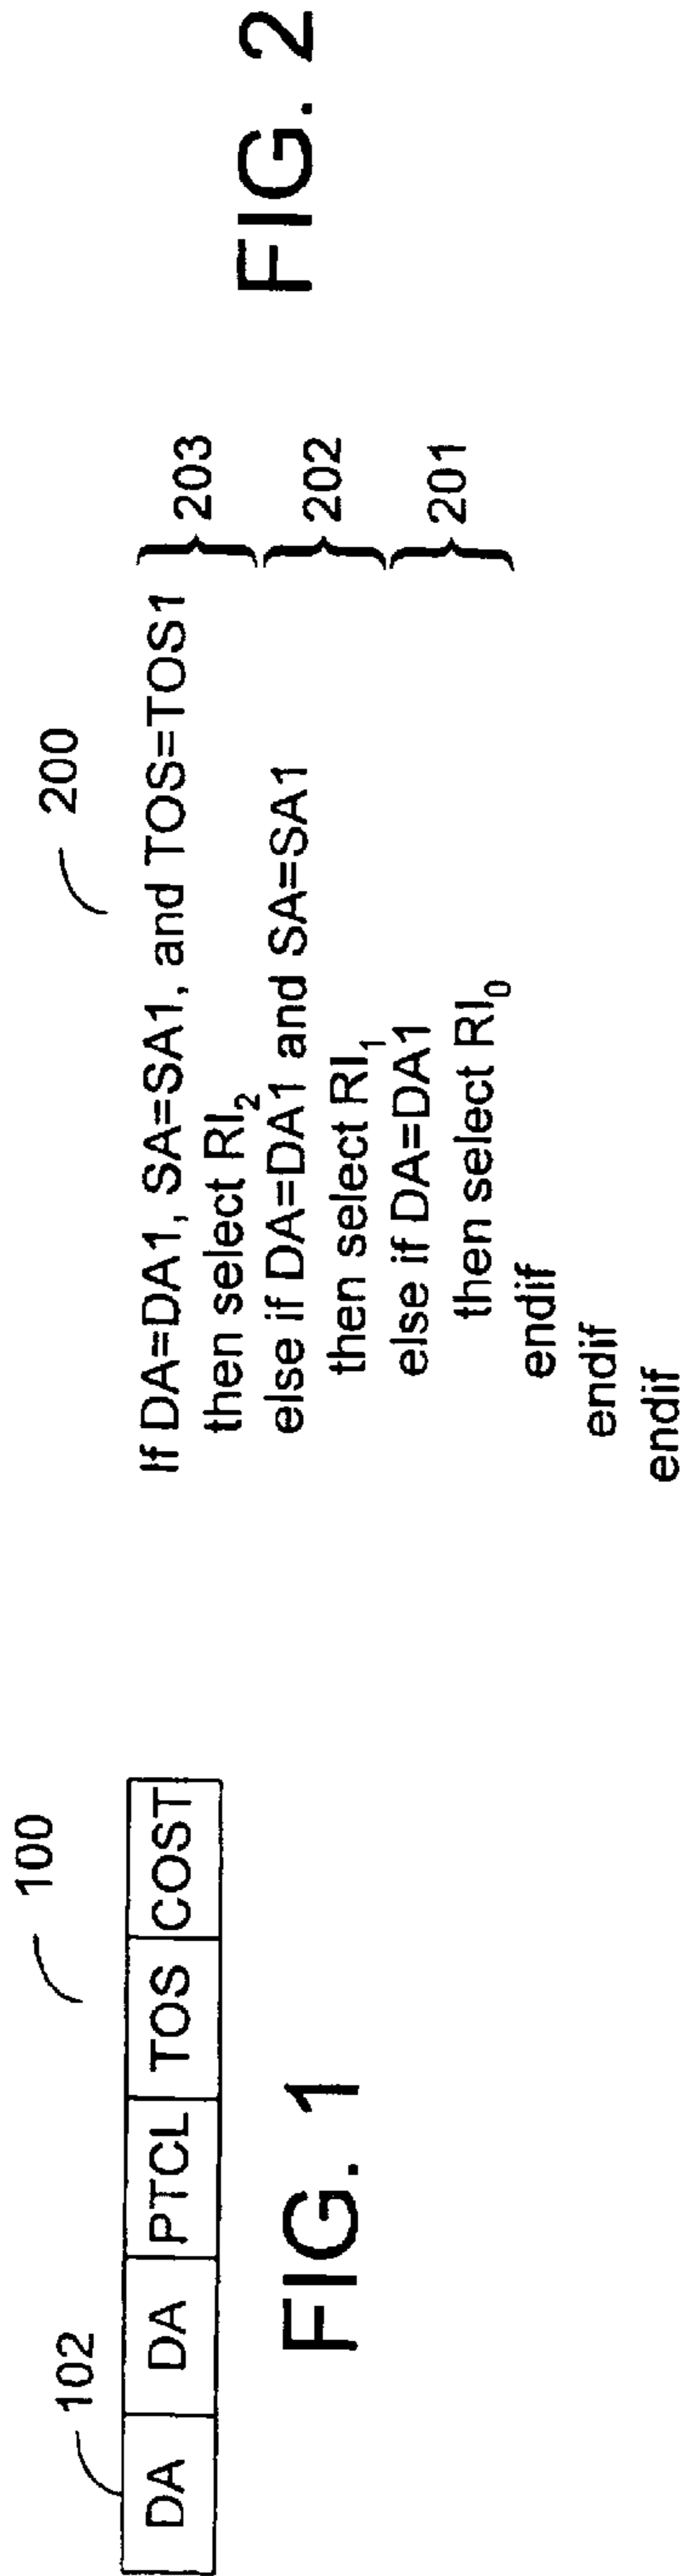 100
102
DA DA PTCL TOS COST
FIG. 1
200
If DA=DA1, SA=SA1, and TOS=TOS1
then select RI2
203
else if DA=DA1 and SA=SA1
then select RI1
202
else if DA=DA1
then select RI0
201
endif
endif
endif
FIG. 2